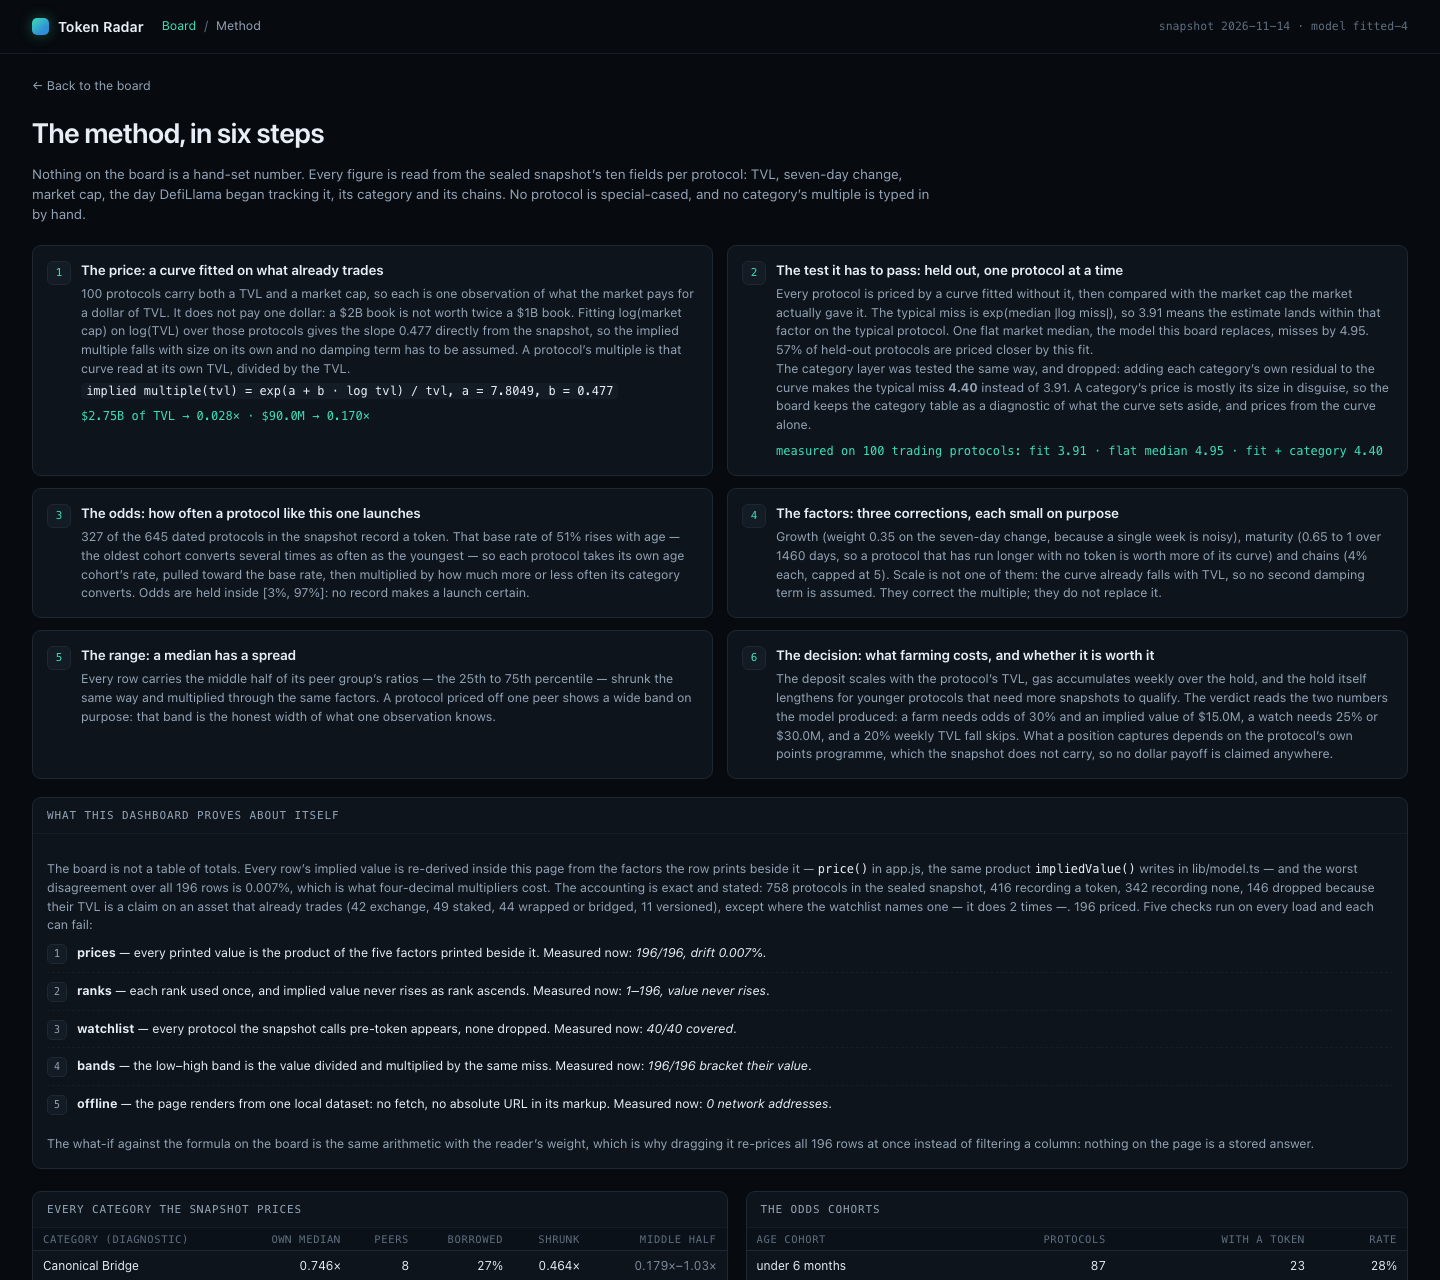 Token Radar Board / Method snapshot 2026-11-14 · model fitted-4
← Back to the board
The method, in six steps
Nothing on the board is a hand-set number. Every figure is read from the sealed snapshot's ten fields per protocol: TVL, seven-day change,
market cap, the day DefiLlama began tracking it, its category and its chains. No protocol is special-cased, and no category's multiple is typed in
by hand.
1 The price: a curve fitted on what already trades
100 protocols carry both a TVL and a market cap, so each is one observation of what the market pays for
a dollar of TVL. It does not pay one dollar: a $2B book is not worth twice a $1B book. Fitting log(market
cap) on log(TVL) over those protocols gives the slope 0.477 directly from the snapshot, so the implied
multiple falls with size on its own and no damping term has to be assumed. A protocol's multiple is that
curve read at its own TVL, divided by the TVL.
implied multiple(tvl) = exp(a + b · log tvl) / tvl, a = 7.8049, b = 0.477
$2.75B of TVL → 0.028× · $90.0M → 0.170×
2 The test it has to pass: held out, one protocol at a time
Every protocol is priced by a curve fitted without it, then compared with the market cap the market
actually gave it. The typical miss is exp(median |log miss|), so 3.91 means the estimate lands within that
factor on the typical protocol. One flat market median, the model this board replaces, misses by 4.95.
57% of held-out protocols are priced closer by this fit.
The category layer was tested the same way, and dropped: adding each category's own residual to the
curve makes the typical miss 4.40 instead of 3.91. A category's price is mostly its size in disguise, so the
board keeps the category table as a diagnostic of what the curve sets aside, and prices from the curve
alone.
measured on 100 trading protocols: fit 3.91 · flat median 4.95 · fit + category 4.40
3 The odds: how often a protocol like this one launches
327 of the 645 dated protocols in the snapshot record a token. That base rate of 51% rises with age —
the oldest cohort converts several times as often as the youngest — so each protocol takes its own age
cohort's rate, pulled toward the base rate, then multiplied by how much more or less often its category
converts. Odds are held inside [3%, 97%]: no record makes a launch certain.
4 The factors: three corrections, each small on purpose
Growth (weight 0.35 on the seven-day change, because a single week is noisy), maturity (0.65 to 1 over
1460 days, so a protocol that has run longer with no token is worth more of its curve) and chains (4%
each, capped at 5). Scale is not one of them: the curve already falls with TVL, so no second damping
term is assumed. They correct the multiple; they do not replace it.
5 The range: a median has a spread
Every row carries the middle half of its peer group's ratios — the 25th to 75th percentile — shrunk the
same way and multiplied through the same factors. A protocol priced off one peer shows a wide band on
purpose: that band is the honest width of what one observation knows.
6 The decision: what farming costs, and whether it is worth it
The deposit scales with the protocol's TVL, gas accumulates weekly over the hold, and the hold itself
lengthens for younger protocols that need more snapshots to qualify. The verdict reads the two numbers
the model produced: a farm needs odds of 30% and an implied value of $15.0M, a watch needs 25% or
$30.0M, and a 20% weekly TVL fall skips. What a position captures depends on the protocol's own
points programme, which the snapshot does not carry, so no dollar payoff is claimed anywhere.
WHAT THIS DASHBOARD PROVES ABOUT ITSELF
The board is not a table of totals. Every row's implied value is re-derived inside this page from the factors the row prints beside it — price() in app.js, the same product impliedValue() writes in lib/model.ts — and the worst
disagreement over all 196 rows is 0.007%, which is what four-decimal multipliers cost. The accounting is exact and stated: 758 protocols in the sealed snapshot, 416 recording a token, 342 recording none, 146 dropped because
their TVL is a claim on an asset that already trades (42 exchange, 49 staked, 44 wrapped or bridged, 11 versioned), except where the watchlist names one — it does 2 times —. 196 priced. Five checks run on every load and each
can fail:
1 prices — every printed value is the product of the five factors printed beside it. Measured now: 196/196, drift 0.007%.
2 ranks — each rank used once, and implied value never rises as rank ascends. Measured now: 1–196, value never rises.
3 watchlist — every protocol the snapshot calls pre-token appears, none dropped. Measured now: 40/40 covered.
4 bands — the low–high band is the value divided and multiplied by the same miss. Measured now: 196/196 bracket their value.
5 offline — the page renders from one local dataset: no fetch, no absolute URL in its markup. Measured now: 0 network addresses.
The what-if against the formula on the board is the same arithmetic with the reader's weight, which is why dragging it re-prices all 196 rows at once instead of filtering a column: nothing on the page is a stored answer.
EVERY CATEGORY THE SNAPSHOT PRICES
CATEGORY (DIAGNOSTIC) OWN MEDIAN PEERS BORROWED SHRUNK MIDDLE HALF
Canonical Bridge 0.746× 8 27% 0.464× 0.179×–1.03×
THE ODDS COHORTS
AGE COHORT PROTOCOLS WITH A TOKEN RATE
under 6 months 87 23 28%